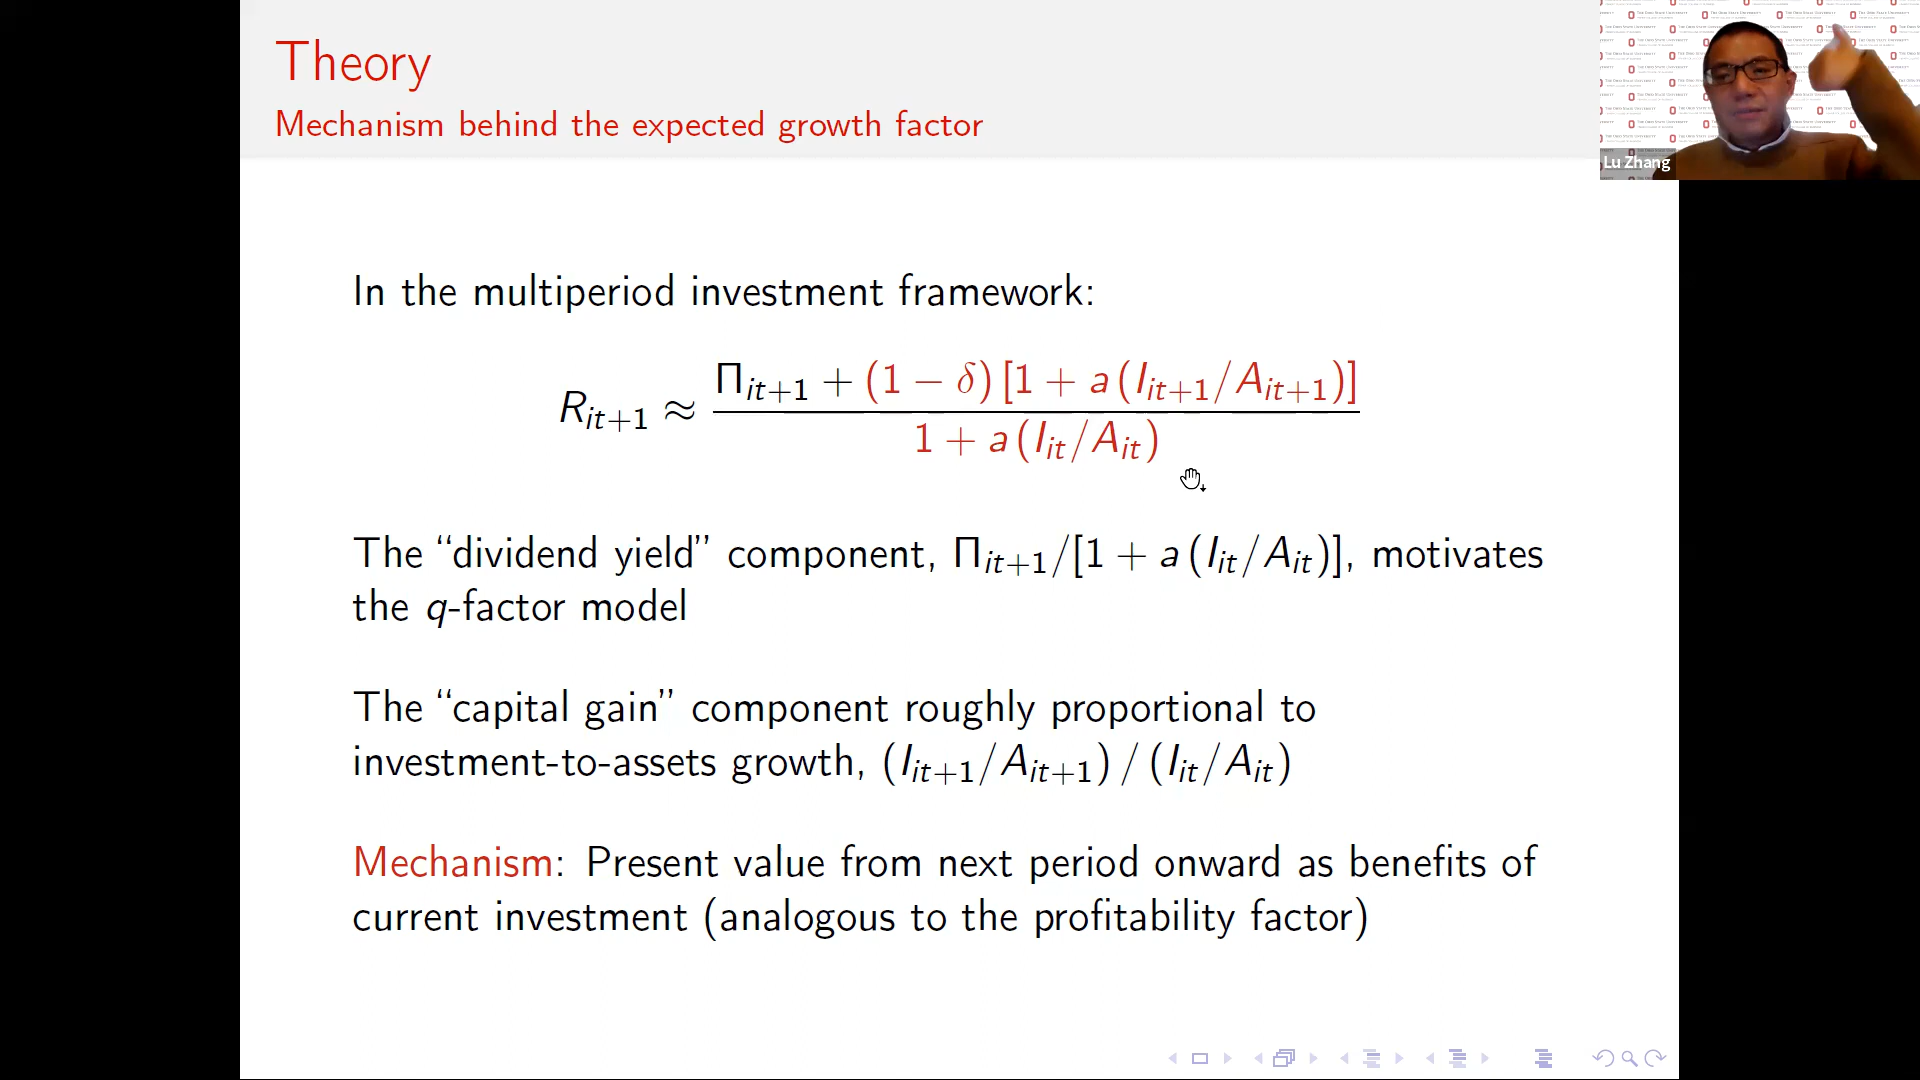 Theory
Mechanism behind the expected growth factor
Lu Zhang
In the multiperiod investment framework:
R_{it+1} ≈ \frac{Π_{it+1} + (1 − δ) [1 + a (I_{it+1}/A_{it+1})]}{1 + a (I_{it}/A_{it})}
The “dividend yield” component, Π_{it+1}/[1 + a (I_{it}/A_{it})], motivates
the q-factor model
The “capital gain” component roughly proportional to
investment-to-assets growth, (I_{it+1}/A_{it+1}) / (I_{it}/A_{it})
Mechanism: Present value from next period onward as benefits of
current investment (analogous to the profitability factor)